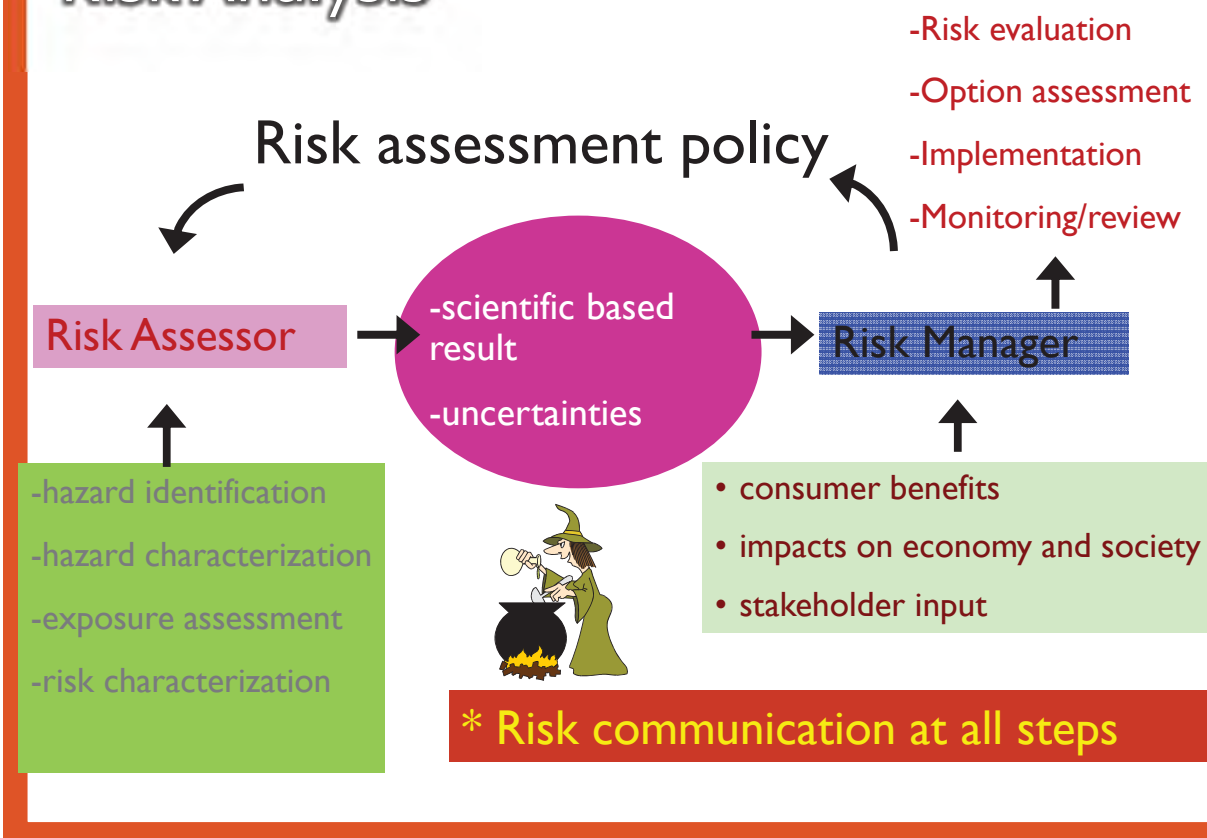 Risk Analysis
-Risk evaluation
-Option assessment
-Implementation
-Monitoring/review
Risk assessment policy
Risk Assessor
-scientific based
result
-uncertainties
Risk Manager
-hazard identification
-hazard characterization
-exposure assessment
-risk characterization
• consumer benefits
• impacts on economy and society
• stakeholder input
* Risk communication at all steps